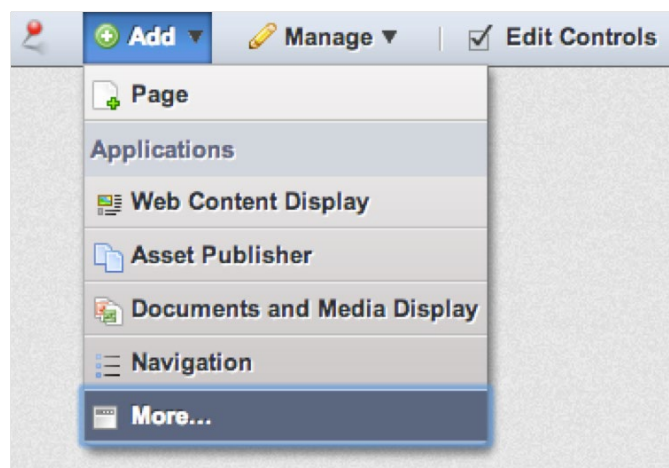 Add Manage Edit Controls
Page
Applications
Web Content Display
Asset Publisher
Documents and Media Display
Navigation
More...